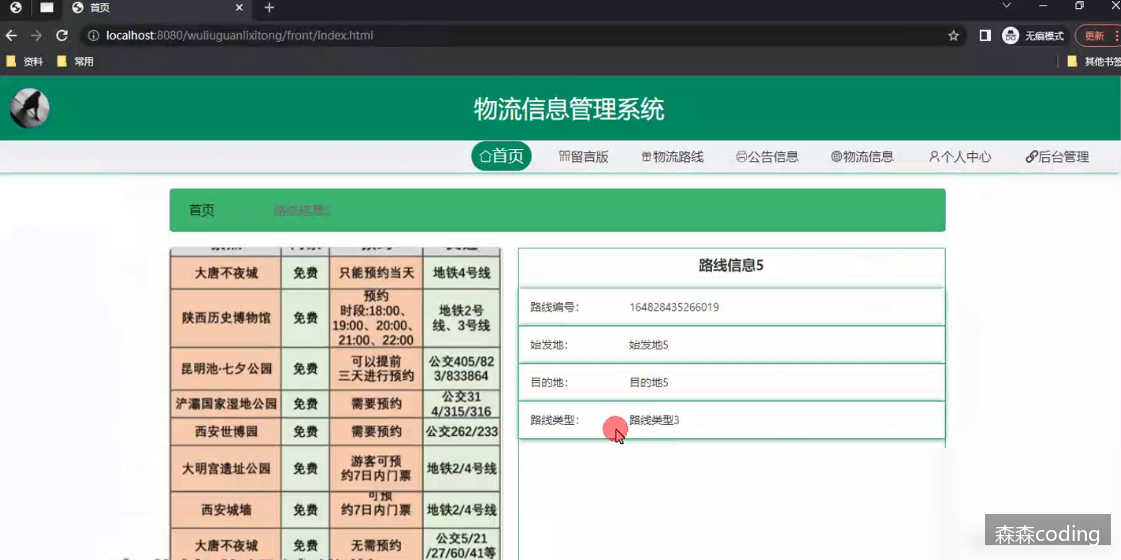 首页
localhost:8080/wuliuguanlixitong/front/index.html
无痕模式
更新
资料
常用
其他书签
物流信息管理系统
首页
留言版
物流路线
公告信息
物流信息
个人中心
后台管理
首页
路线信息5
大唐不夜城 免费 只能预约当天 地铁4号线
陕西历史博物馆 免费 预约
时段:18:00、
19:00、20:00、
21:00、22:00
地铁2号
线、3号线
昆明池·七夕公园 免费 可以提前
三天进行预约
公交405/82
3/833864
浐灞国家湿地公园 免费 需要预约 公交31
4/315/316
西安世博园 免费 需要预约 公交262/233
大明宫遗址公园 免费 游客可预
约7日内门票
地铁2/4号线
西安城墙 免费 可预
约7日内门票
地铁2/4号线
大唐不夜城 免费 无需预约 公交5/21
/27/60/41等
路线信息5
路线编号: 164828435266019
始发地: 始发地5
目的地: 目的地5
路线类型: 路线类型3
森森coding